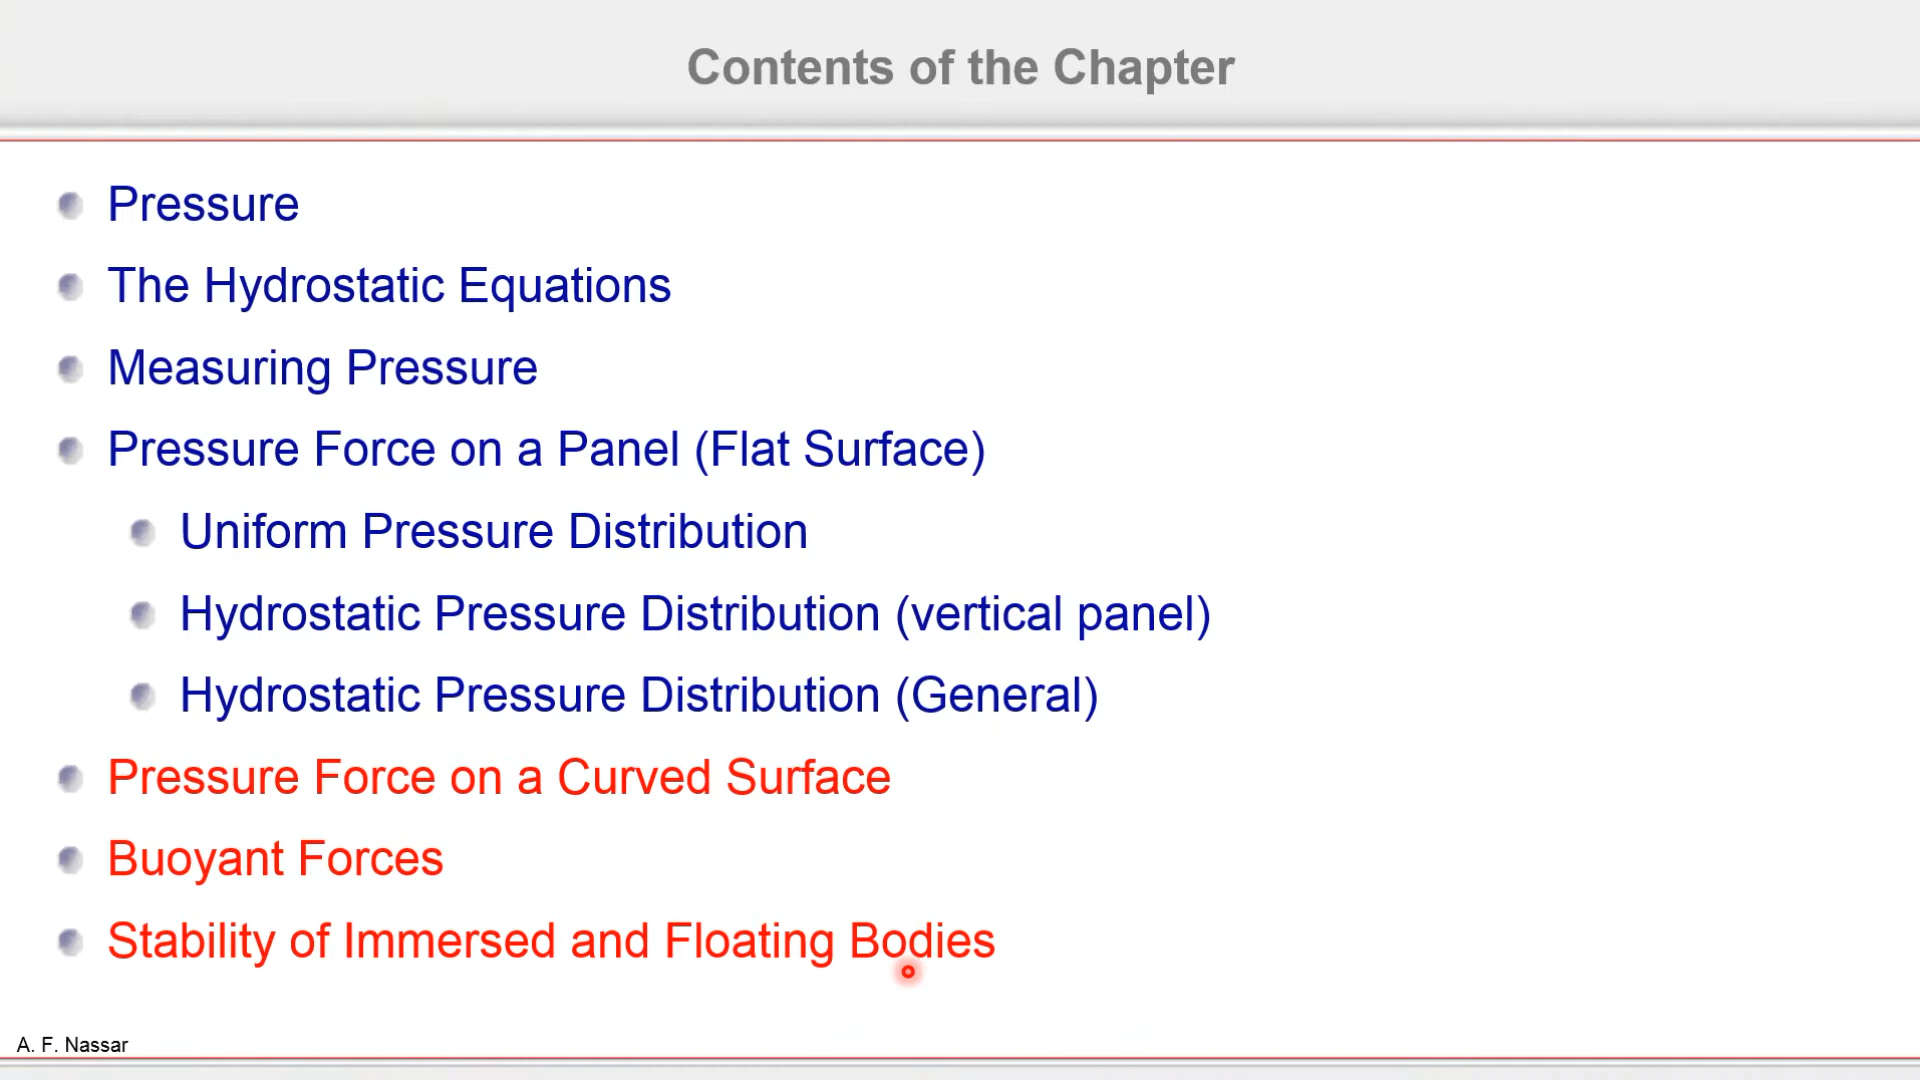 Contents of the Chapter
Pressure
The Hydrostatic Equations
Measuring Pressure
Pressure Force on a Panel (Flat Surface)
Uniform Pressure Distribution
Hydrostatic Pressure Distribution (vertical panel)
Hydrostatic Pressure Distribution (General)
Pressure Force on a Curved Surface
Buoyant Forces
Stability of Immersed and Floating Bodies
A. F. Nassar